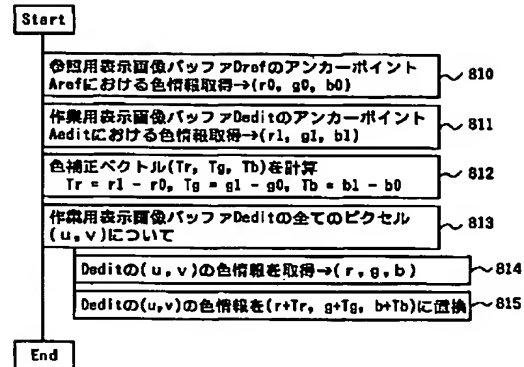 Start
参照用表示画像バッファDrefのアンカーポイント
Arefにおける色情報取得→(r0, g0, b0)
810
作業用表示画像バッファDeditのアンカーポイント
Aeditにおける色情報取得→(r1, g1, b1)
811
色補正ベクトル(Tr, Tg, Tb)を計算
Tr = r1 - r0, Tg = g1 - g0, Tb = b1 - b0
812
作業用表示画像バッファDeditの全てのピクセル
(u,v)について
813
Deditの(u,v)の色情報を取得→(r,g,b)
814
Deditの(u,v)の色情報を(r+Tr, g+Tg, b+Tb)に置換
815
End